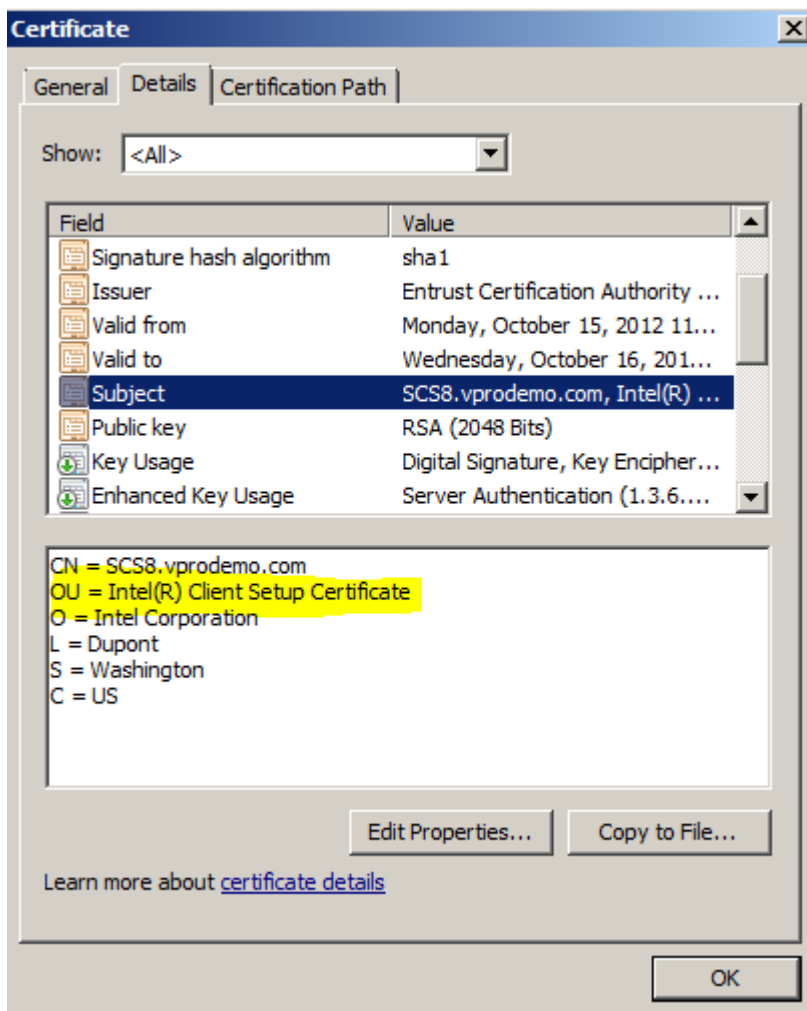 Certificate
General Details Certification Path
Show: <All>
Field Value
Signature hash algorithm sha1
Issuer Entrust Certification Authority ...
Valid from Monday, October 15, 2012 11...
Valid to Wednesday, October 16, 201...
Subject SCS8.vprodemo.com, Intel(R) ...
Public key RSA (2048 Bits)
Key Usage Digital Signature, Key Encipher...
Enhanced Key Usage Server Authentication (1.3.6....
CN = SCS8.vprodemo.com
OU = Intel(R) Client Setup Certificate
O = Intel Corporation
L = Dupont
S = Washington
C = US
Edit Properties... Copy to File...
Learn more about certificate details
OK